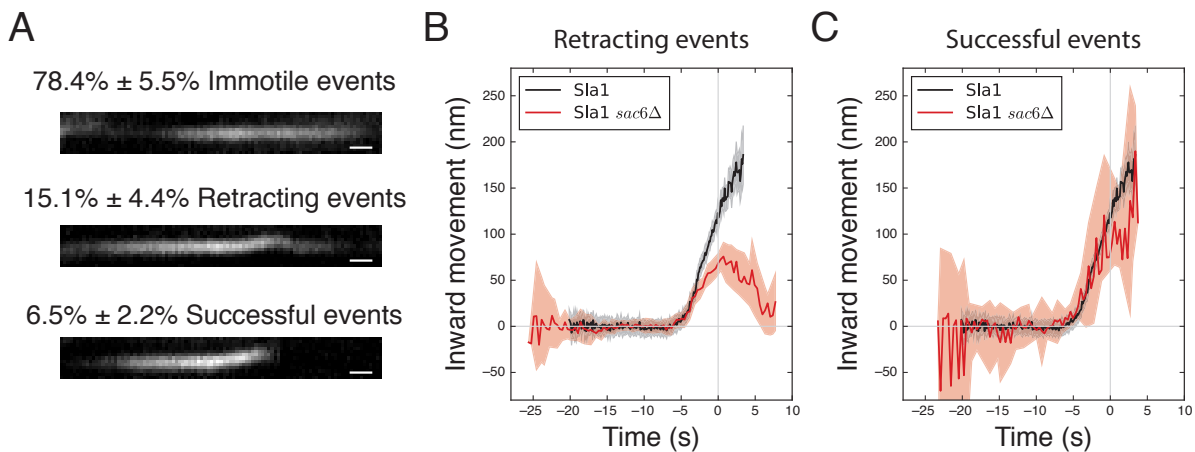 A
78.4% ± 5.5% Immotile events
15.1% ± 4.4% Retracting events
6.5% ± 2.2% Successful events
B
Retracting events
Sla1
Sla1 sac6Δ
Inward movement (nm)
250
200
150
100
50
0
−50
−25 −20 −15 −10 −5 0 5 10
Time (s)
C
Successful events
Sla1
Sla1 sac6Δ
Inward movement (nm)
250
200
150
100
50
0
−50
−25 −20 −15 −10 −5 0 5 10
Time (s)